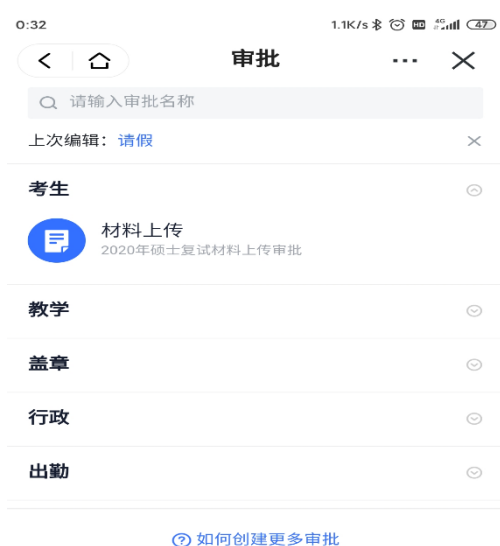 0:32 1.1K/s HD 4G 47
审批
请输入审批名称
上次编辑：请假
考生
材料上传
2020年硕士复试材料上传审批
教学
盖章
行政
出勤
如何创建更多审批